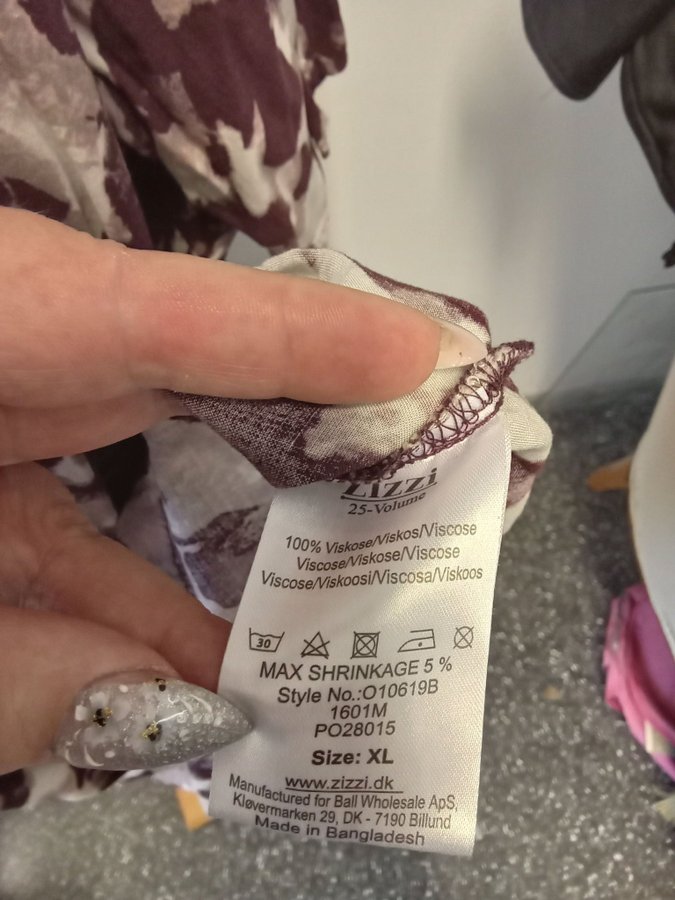 Zizzi
25-Volume
100% Viskose/Viskos/Viscose
Viscose/Viskose/Viscose
Viscose/Viskoosi/Viscosa/Viskoos
30
MAX SHRINKAGE 5 %
Style No.:O10619B
1601M
PO28015
Size: XL
www.zizzi.dk
Manufactured for Ball Wholesale ApS,
Kløvermarken 29, DK - 7190 Billund
Made in Bangladesh